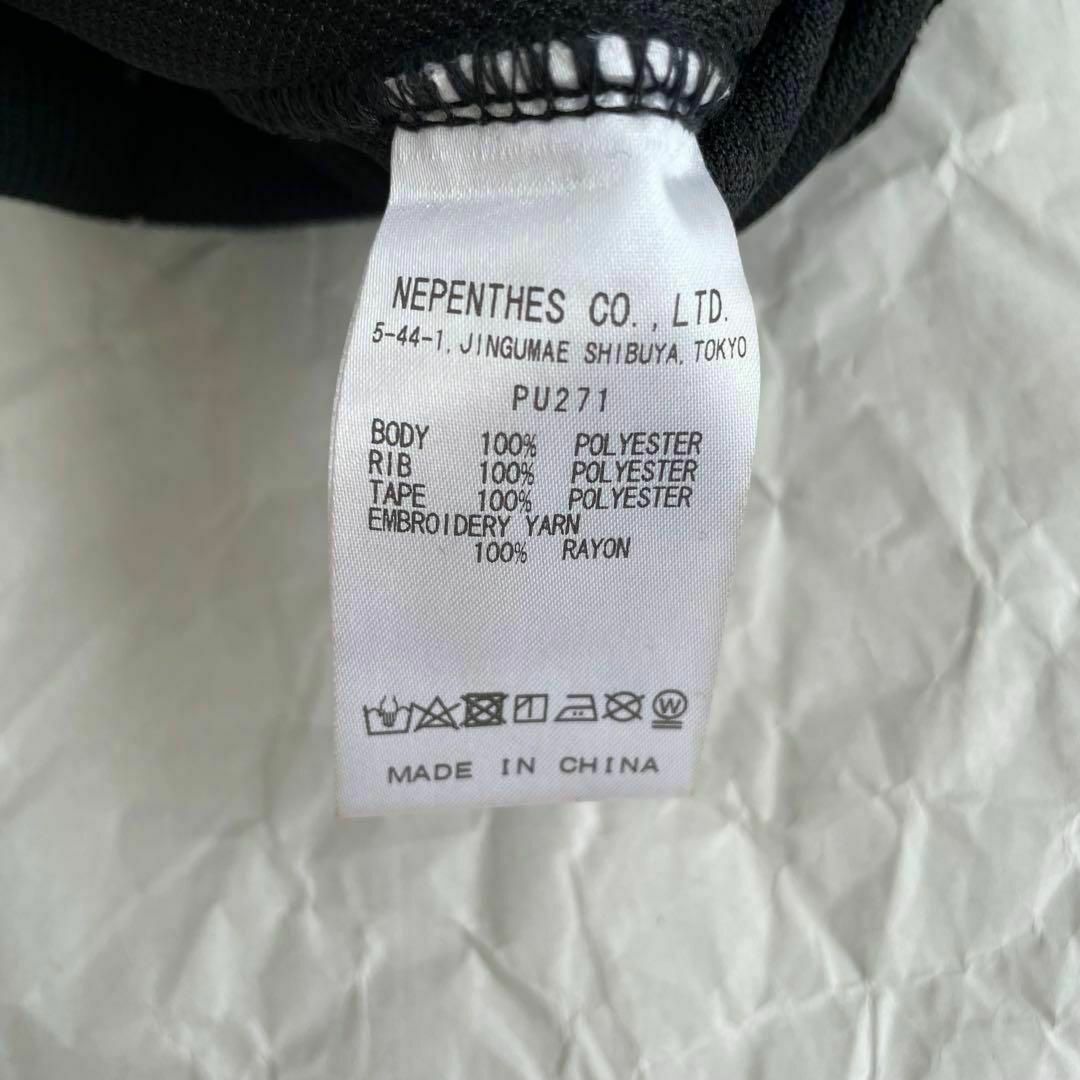 NEPENTHES CO., LTD.
5-44-1, JINGUMAE SHIBUYA, TOKYO
PU271
BODY 100% POLYESTER
RIB 100% POLYESTER
TAPE 100% POLYESTER
EMBROIDERY YARN
100% RAYON
W
MADE IN CHINA